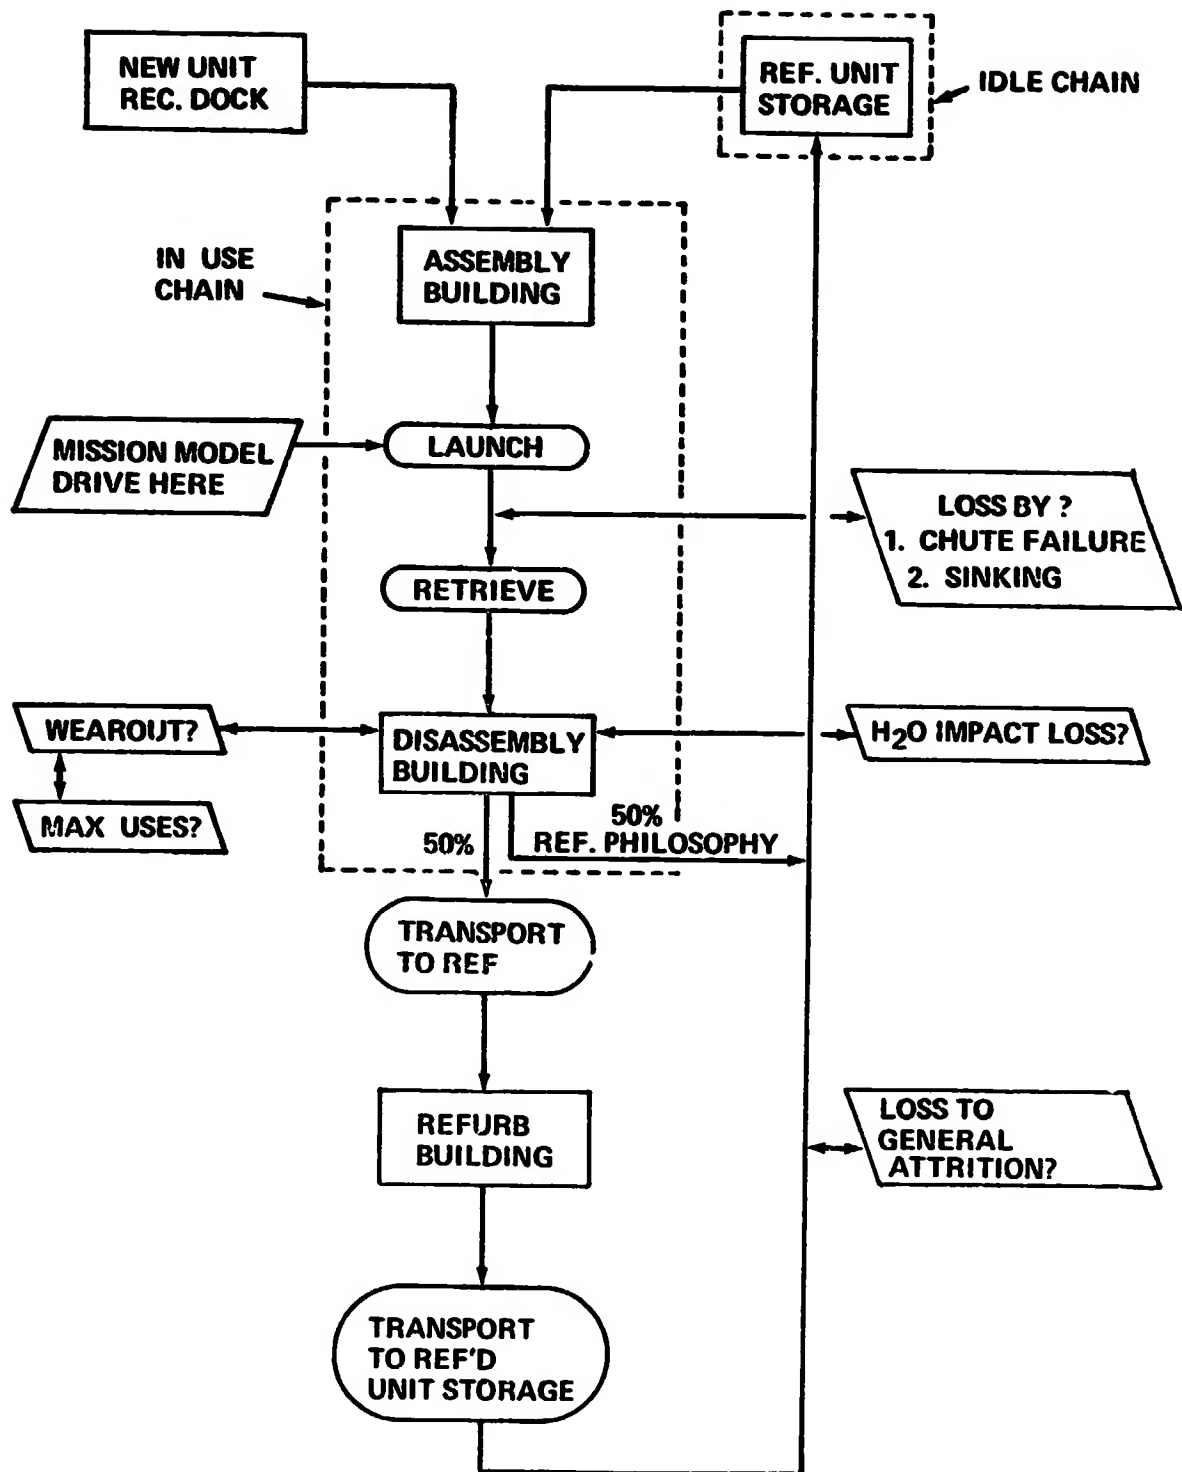 NEW UNIT
REC. DOCK
REF. UNIT
STORAGE
IDLE CHAIN
IN USE
CHAIN
ASSEMBLY
BUILDING
MISSION MODEL
DRIVE HERE
LAUNCH
LOSS BY ?
1. CHUTE FAILURE
2. SINKING
RETRIEVE
WEAROUT?
DISASSEMBLY
BUILDING
H₂O IMPACT LOSS?
MAX USES?
50%
50%
REF. PHILOSOPHY
TRANSPORT
TO REF
REFURB
BUILDING
LOSS TO
GENERAL
ATTRITION?
TRANSPORT
TO REF'D
UNIT STORAGE